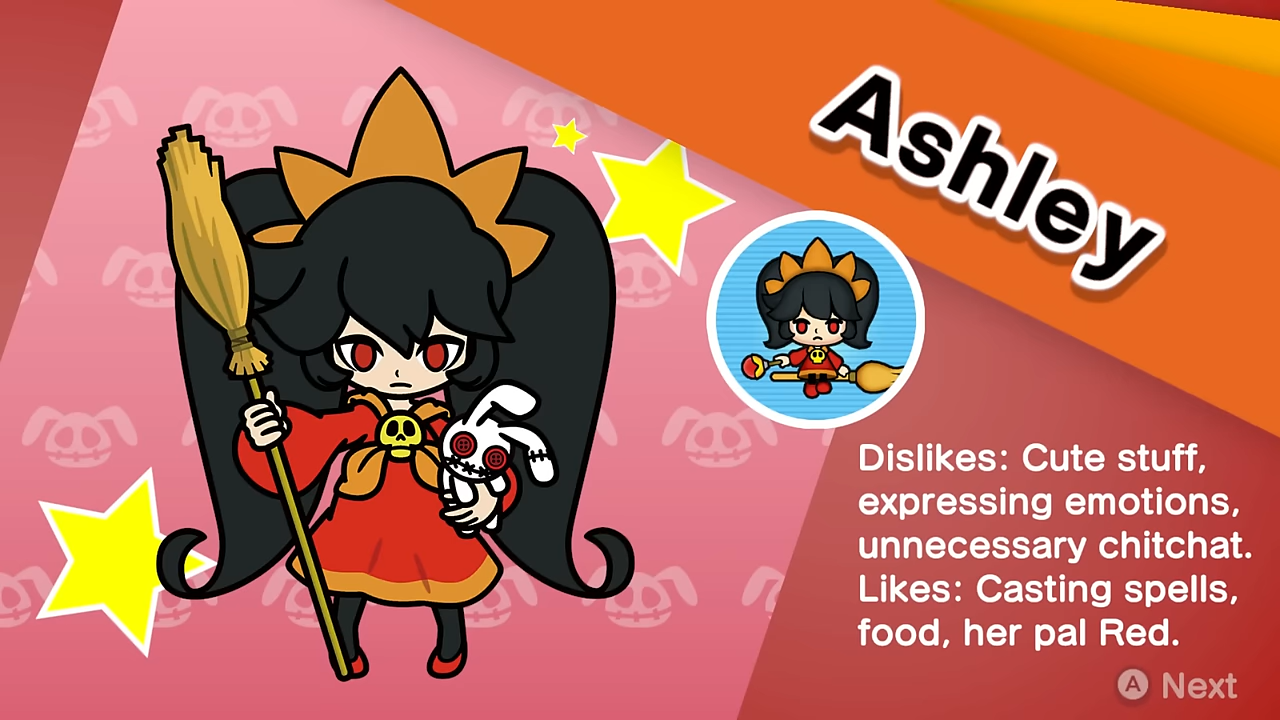 Ashley
Dislikes: Cute stuff,
expressing emotions,
unnecessary chitchat.
Likes: Casting spells,
food, her pal Red.
A Next